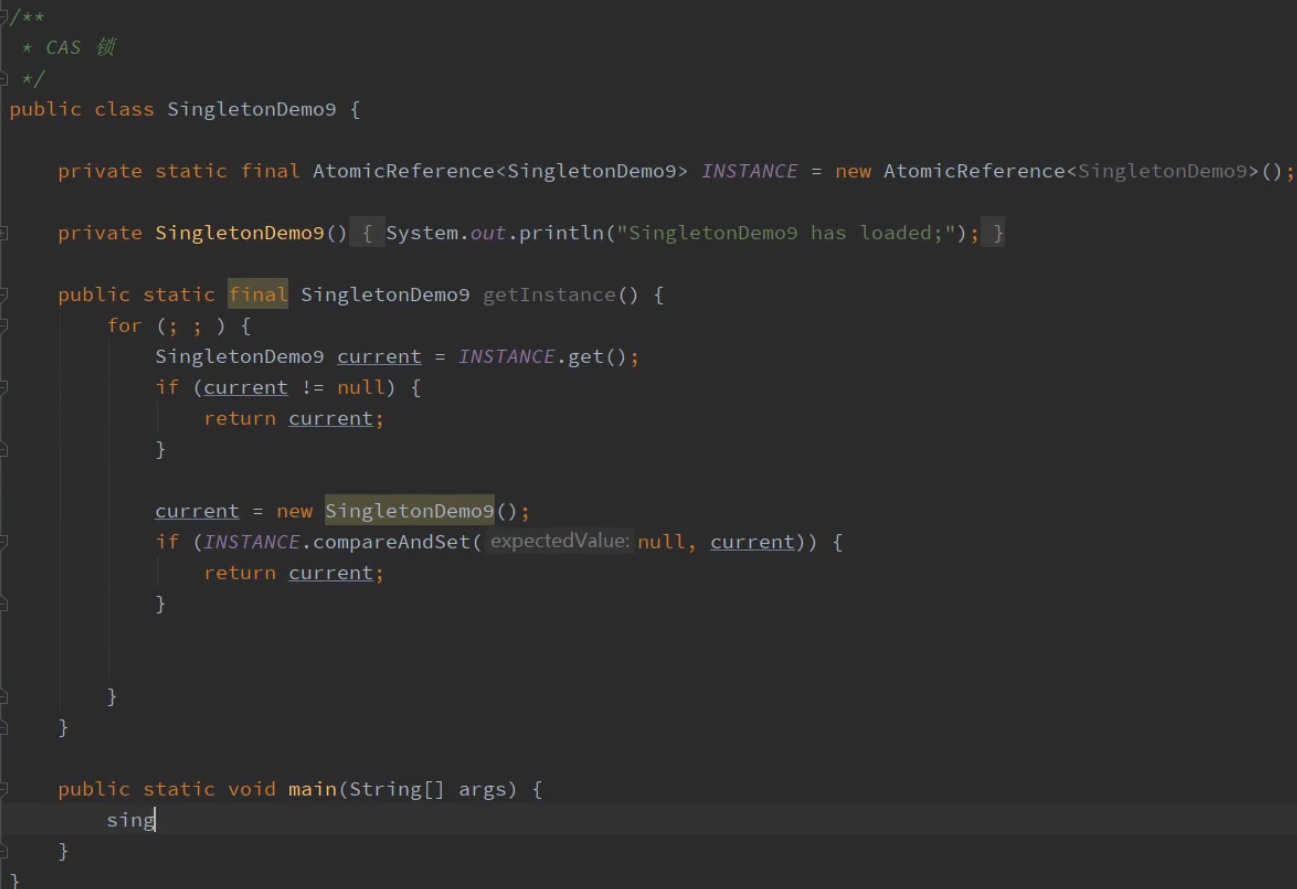 /**
 * CAS 锁
 */
public class SingletonDemo9 {
    private static final AtomicReference<SingletonDemo9> INSTANCE = new AtomicReference<SingletonDemo9>();
    private SingletonDemo9() { System.out.println("SingletonDemo9 has loaded;"); }
    public static final SingletonDemo9 getInstance() {
        for (; ; ) {
            SingletonDemo9 current = INSTANCE.get();
            if (current != null) {
                return current;
            }
            current = new SingletonDemo9();
            if (INSTANCE.compareAndSet( expectedValue: null, current)) {
                return current;
            }
        }
    }
    public static void main(String[] args) {
        sing
    }
}